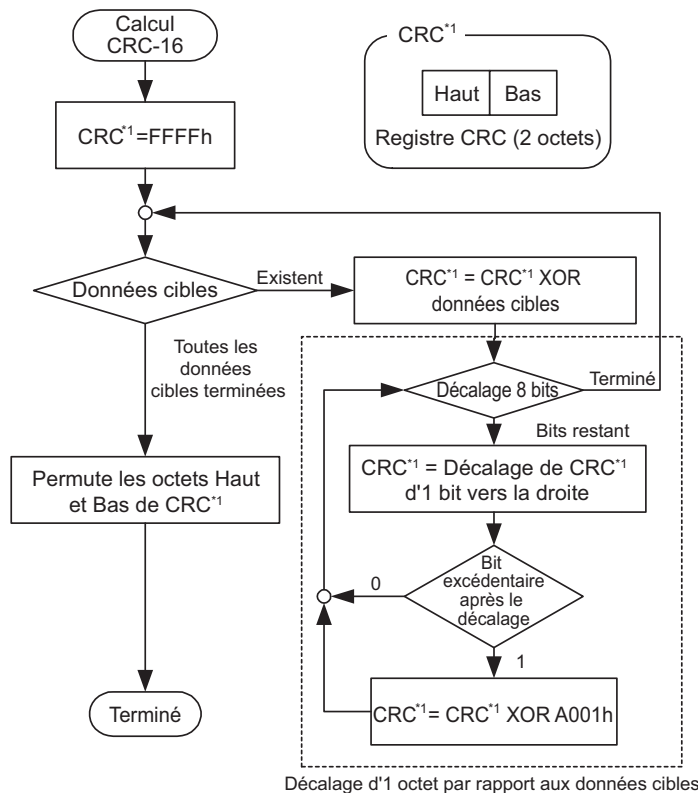 Calcul
CRC-16
CRC*1
Haut Bas
Registre CRC (2 octets)
CRC*1=FFFFh
Données cibles
Existent
CRC*1 = CRC*1 XOR
données cibles
Toutes les
données
cibles terminées
Décalage 8 bits
Terminé
Bits restant
Permute les octets Haut
et Bas de CRC*1
CRC*1 = Décalage de CRC*1
d'1 bit vers la droite
Bit
excédentaire
après le
décalage
0
1
Terminé
CRC*1= CRC*1 XOR A001h
Décalage d'1 octet par rapport aux données cibles